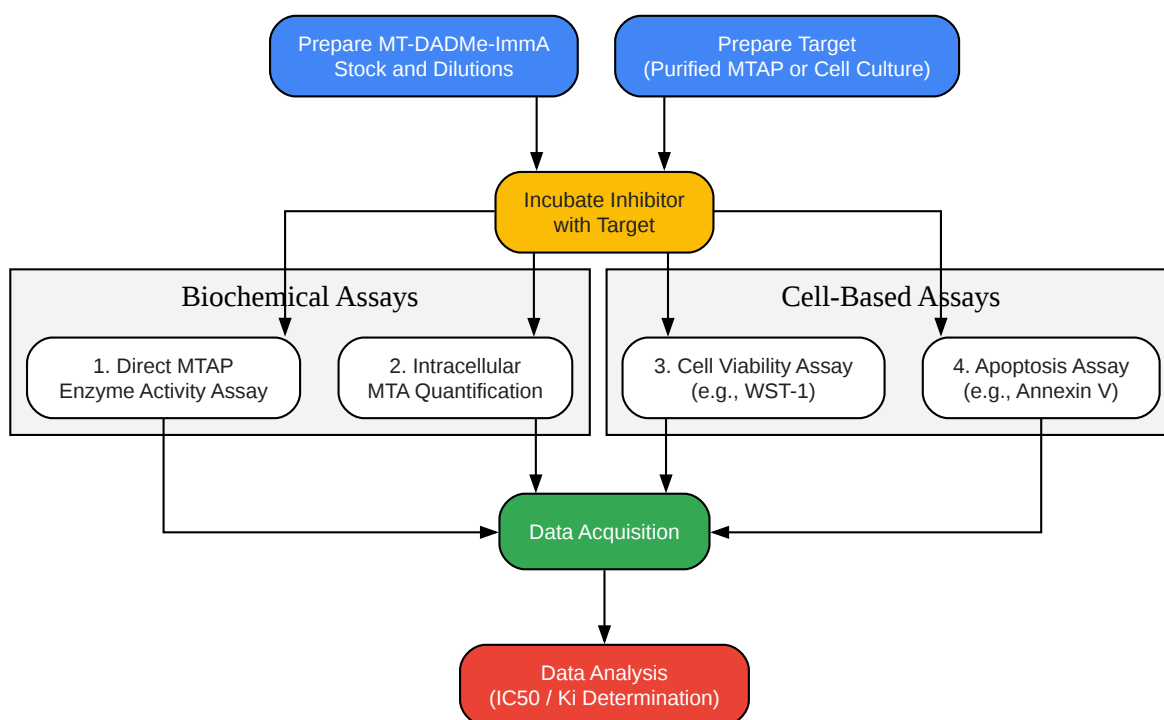 Prepare MT-DADMe-ImmA
Stock and Dilutions
Prepare Target
(Purified MTAP or Cell Culture)
Incubate Inhibitor
with Target
Biochemical Assays
Cell-Based Assays
1. Direct MTAP
Enzyme Activity Assay
2. Intracellular
MTA Quantification
3. Cell Viability Assay
(e.g., WST-1)
4. Apoptosis Assay
(e.g., Annexin V)
Data Acquisition
Data Analysis
(IC50 / Ki Determination)